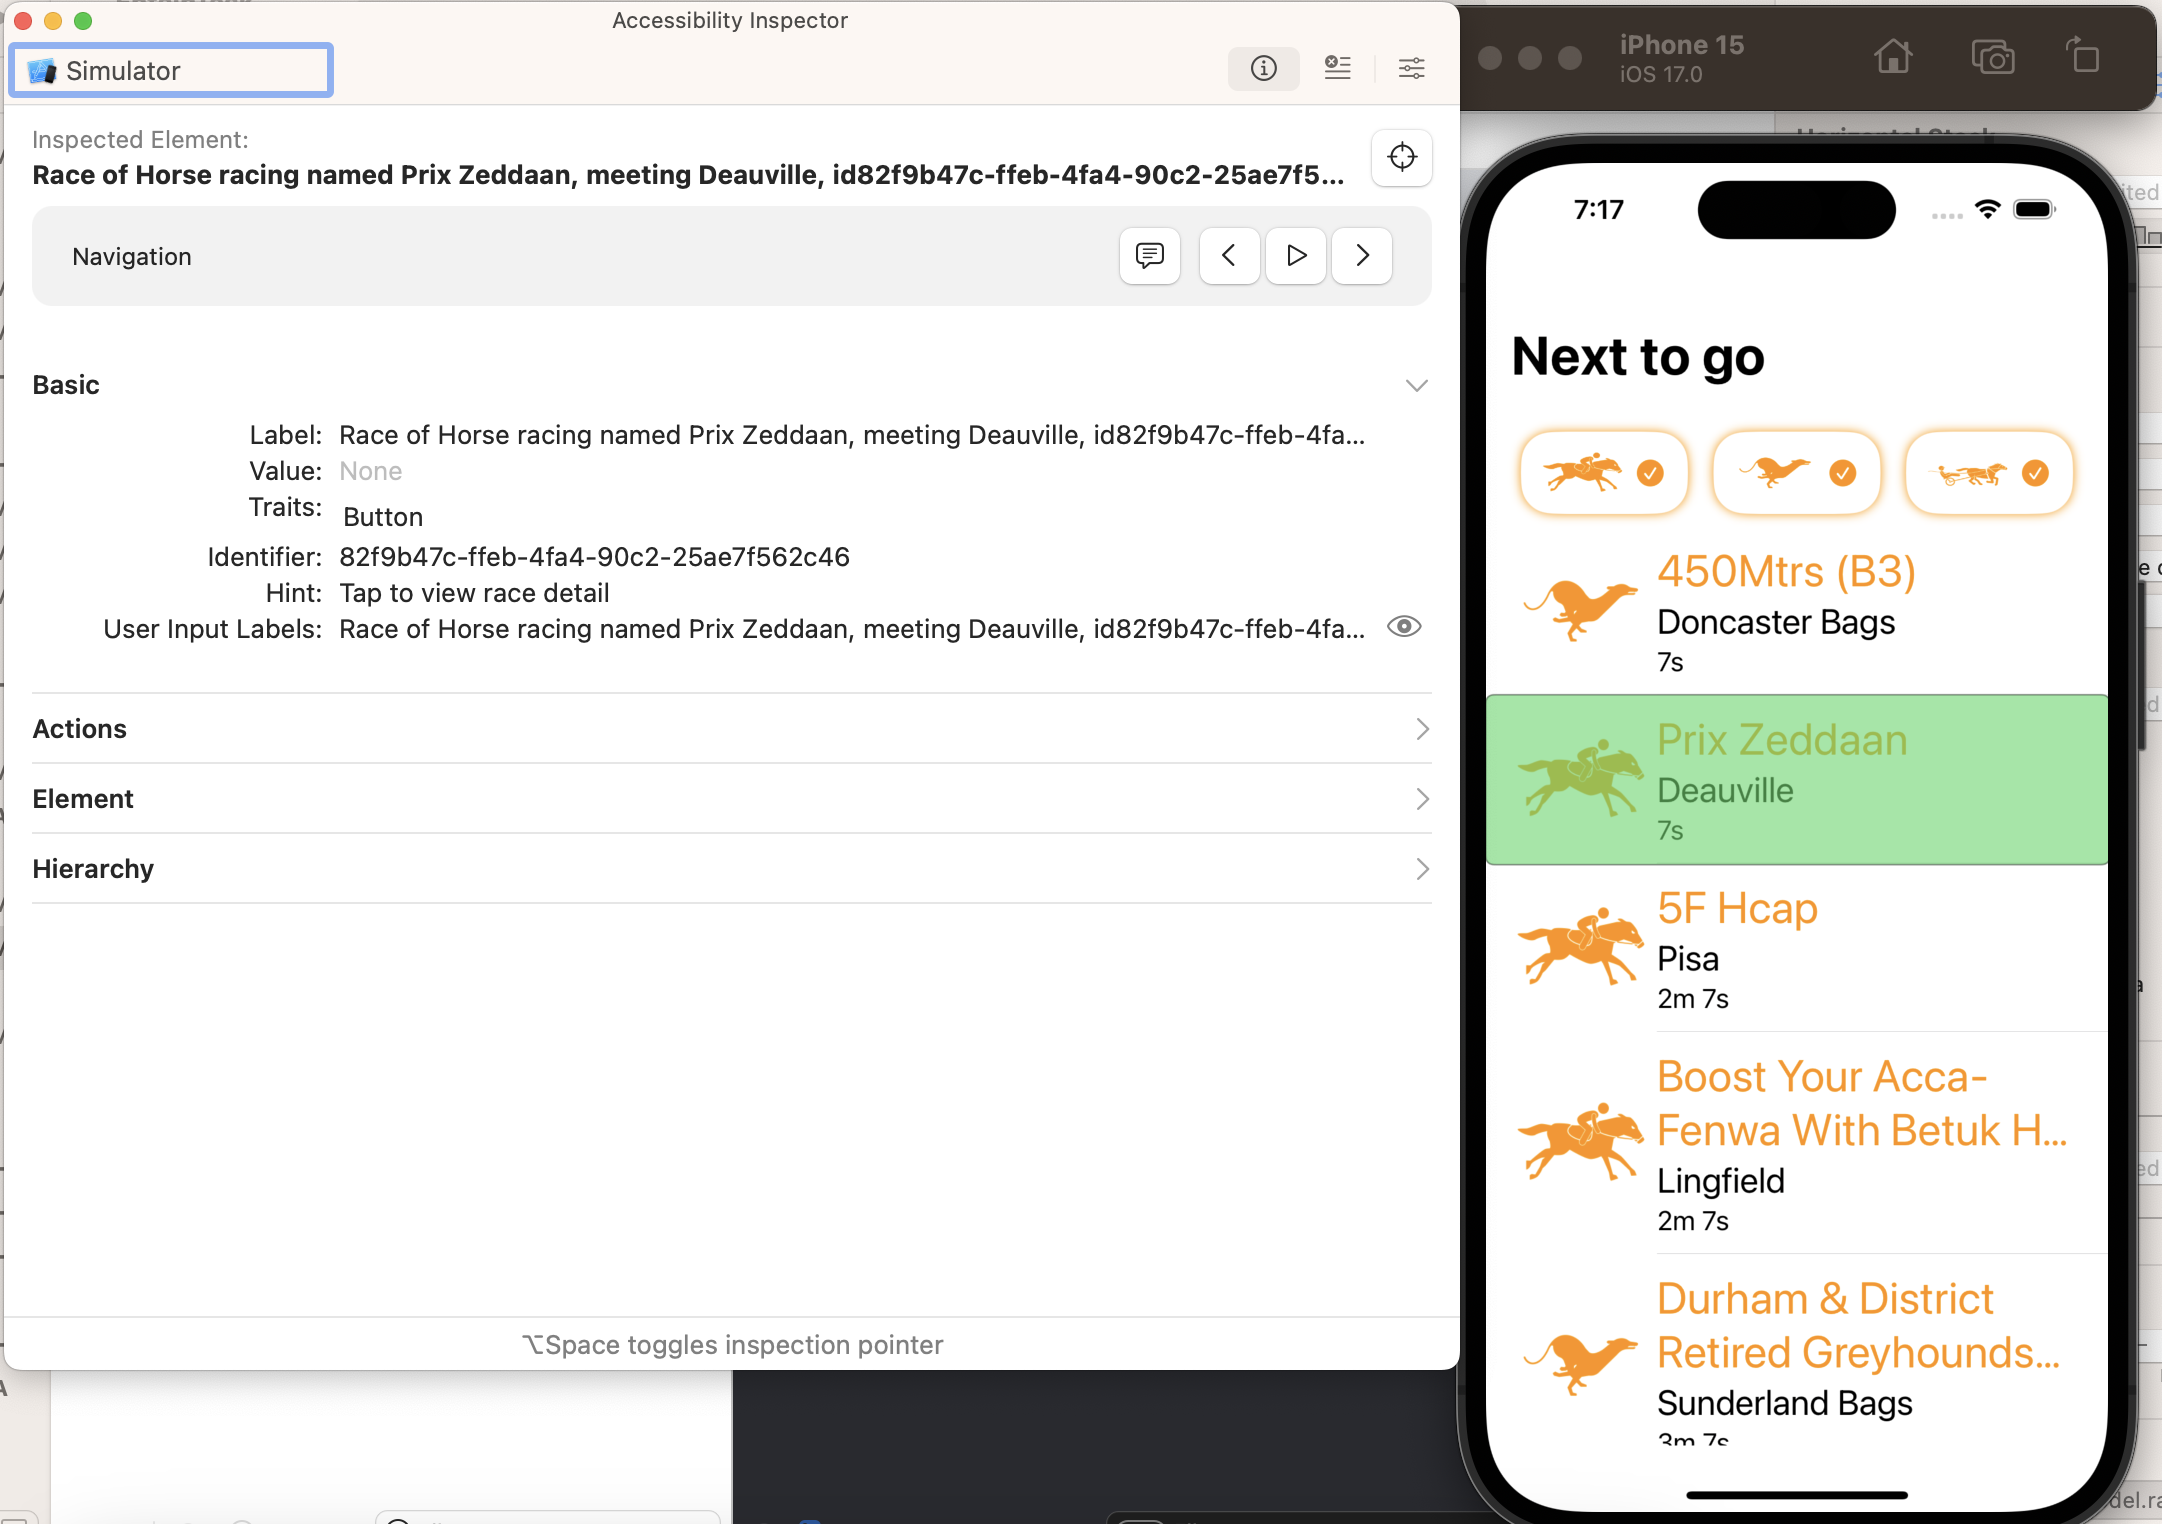 Accessibility Inspector
Simulator
Inspected Element:
Race of Horse racing named Prix Zeddaan, meeting Deauville, id82f9b47c-ffeb-4fa4-90c2-25ae7f5...
Navigation
Basic
Label: Race of Horse racing named Prix Zeddaan, meeting Deauville, id82f9b47c-ffeb-4fa...
Value: None
Traits: Button
Identifier: 82f9b47c-ffeb-4fa4-90c2-25ae7f562c46
Hint: Tap to view race detail
User Input Labels: Race of Horse racing named Prix Zeddaan, meeting Deauville, id82f9b47c-ffeb-4fa...
Actions
Element
Hierarchy
⌥Space toggles inspection pointer
iPhone 15
iOS 17.0
7:17
Next to go
450Mtrs (B3)
Doncaster Bags
7s
Prix Zeddaan
Deauville
7s
5F Hcap
Pisa
2m 7s
Boost Your Acca-
Fenwa With Betuk H...
Lingfield
2m 7s
Durham & District
Retired Greyhounds...
Sunderland Bags
3m 7s